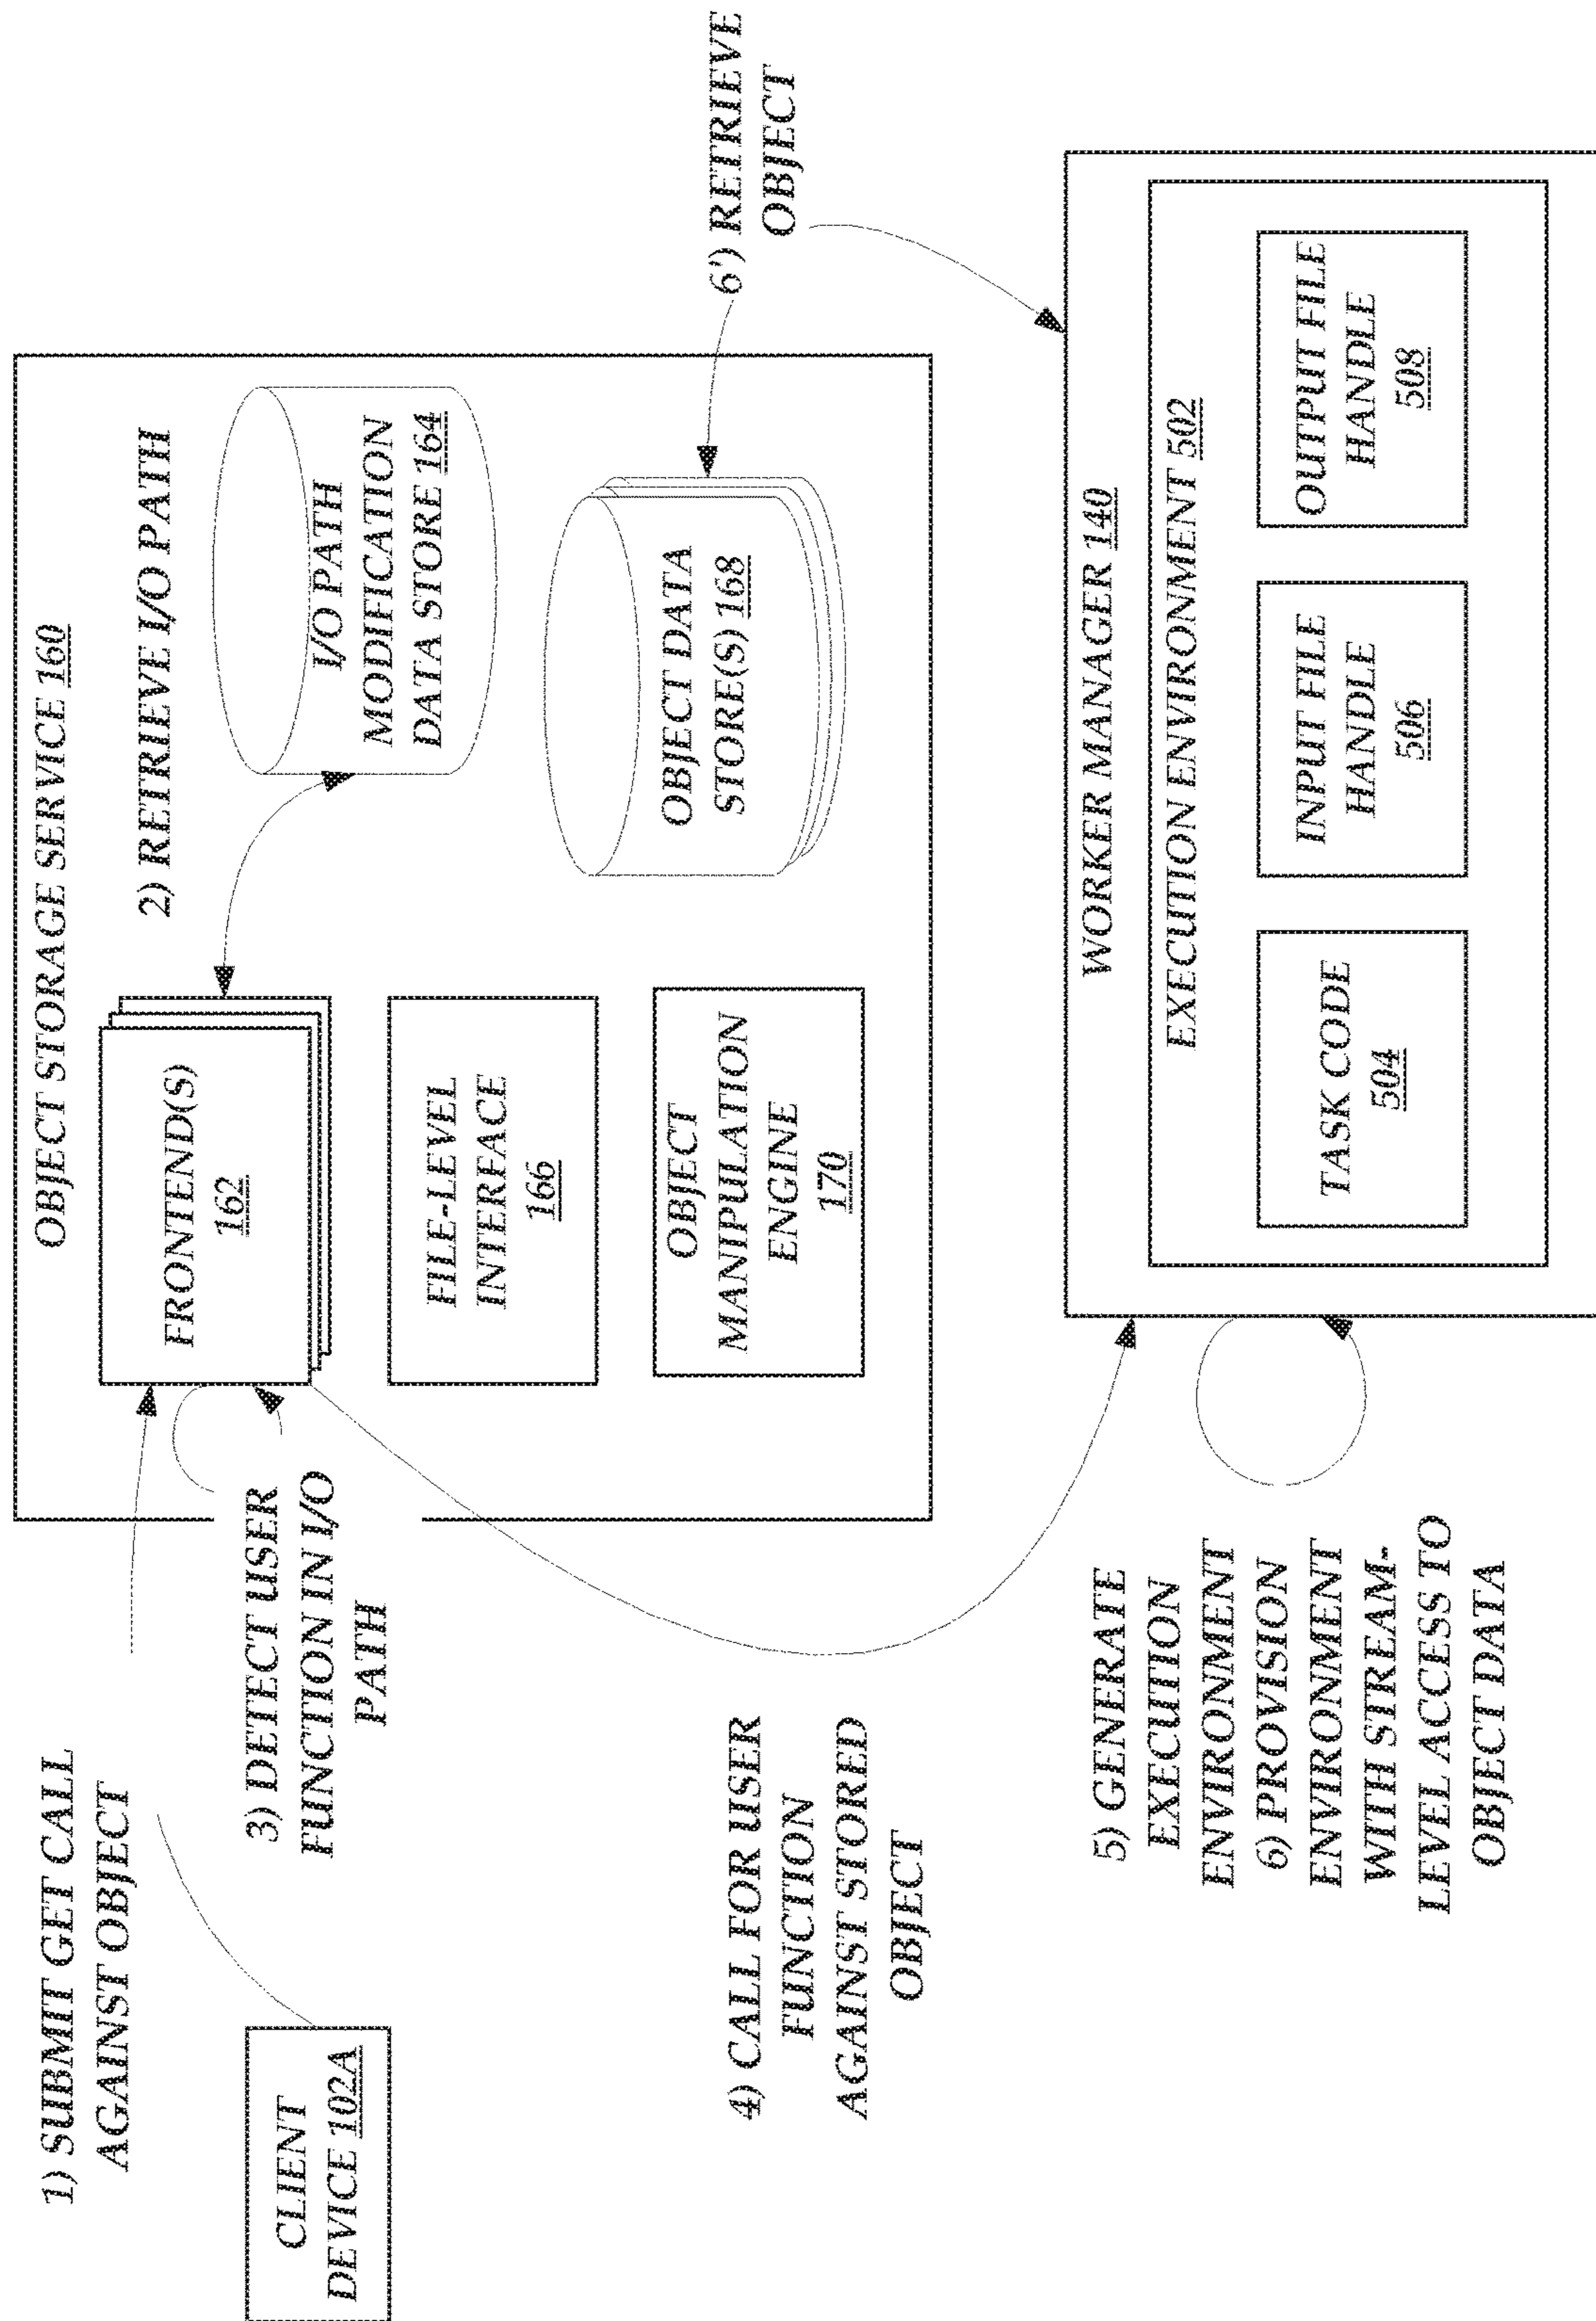 1) SUBMIT GET CALL
AGAINST OBJECT
CLIENT
DEVICE 102A
OBJECT STORAGE SERVICE 160
FRONTEND(S)
162
2) RETRIEVE I/O PATH
I/O PATH
MODIFICATION
DATA STORE 164
3) DETECT USER
FUNCTION IN I/O
PATH
FILE-LEVEL
INTERFACE
166
OBJECT DATA
STORE(S) 168
OBJECT
MANIPULATION
ENGINE
170
6') RETRIEVE
OBJECT
4) CALL FOR USER
FUNCTION
AGAINST STORED
OBJECT
5) GENERATE
EXECUTION
ENVIRONMENT
6) PROVISION
ENVIRONMENT
WITH STREAM-
LEVEL ACCESS TO
OBJECT DATA
WORKER MANAGER 140
EXECUTION ENVIRONMENT 502
TASK CODE
504
INPUT FILE
HANDLE
506
OUTPUT FILE
HANDLE
508